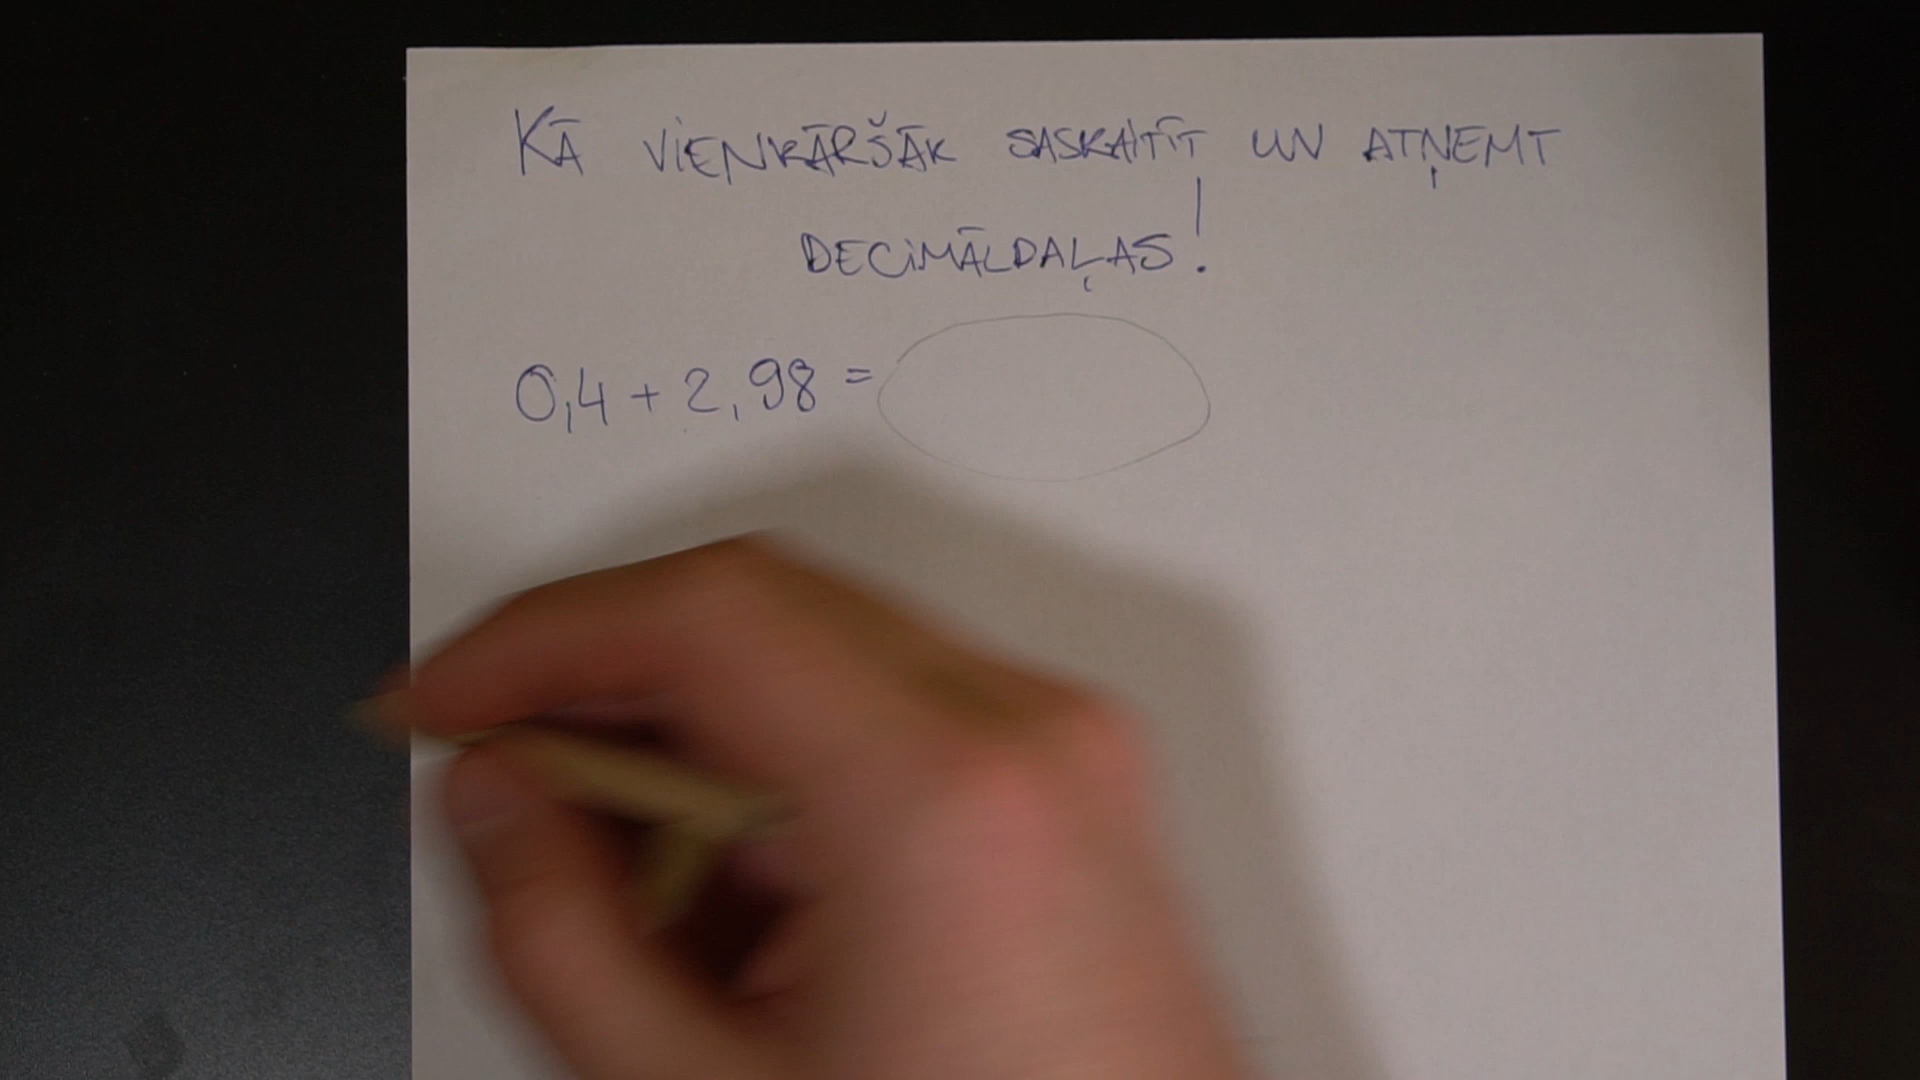 KĀ VIENKĀRŠĀK SASKAITĪT UN ATŅEMT
DECIMĀLDAĻAS!
0,4 + 2,98 =